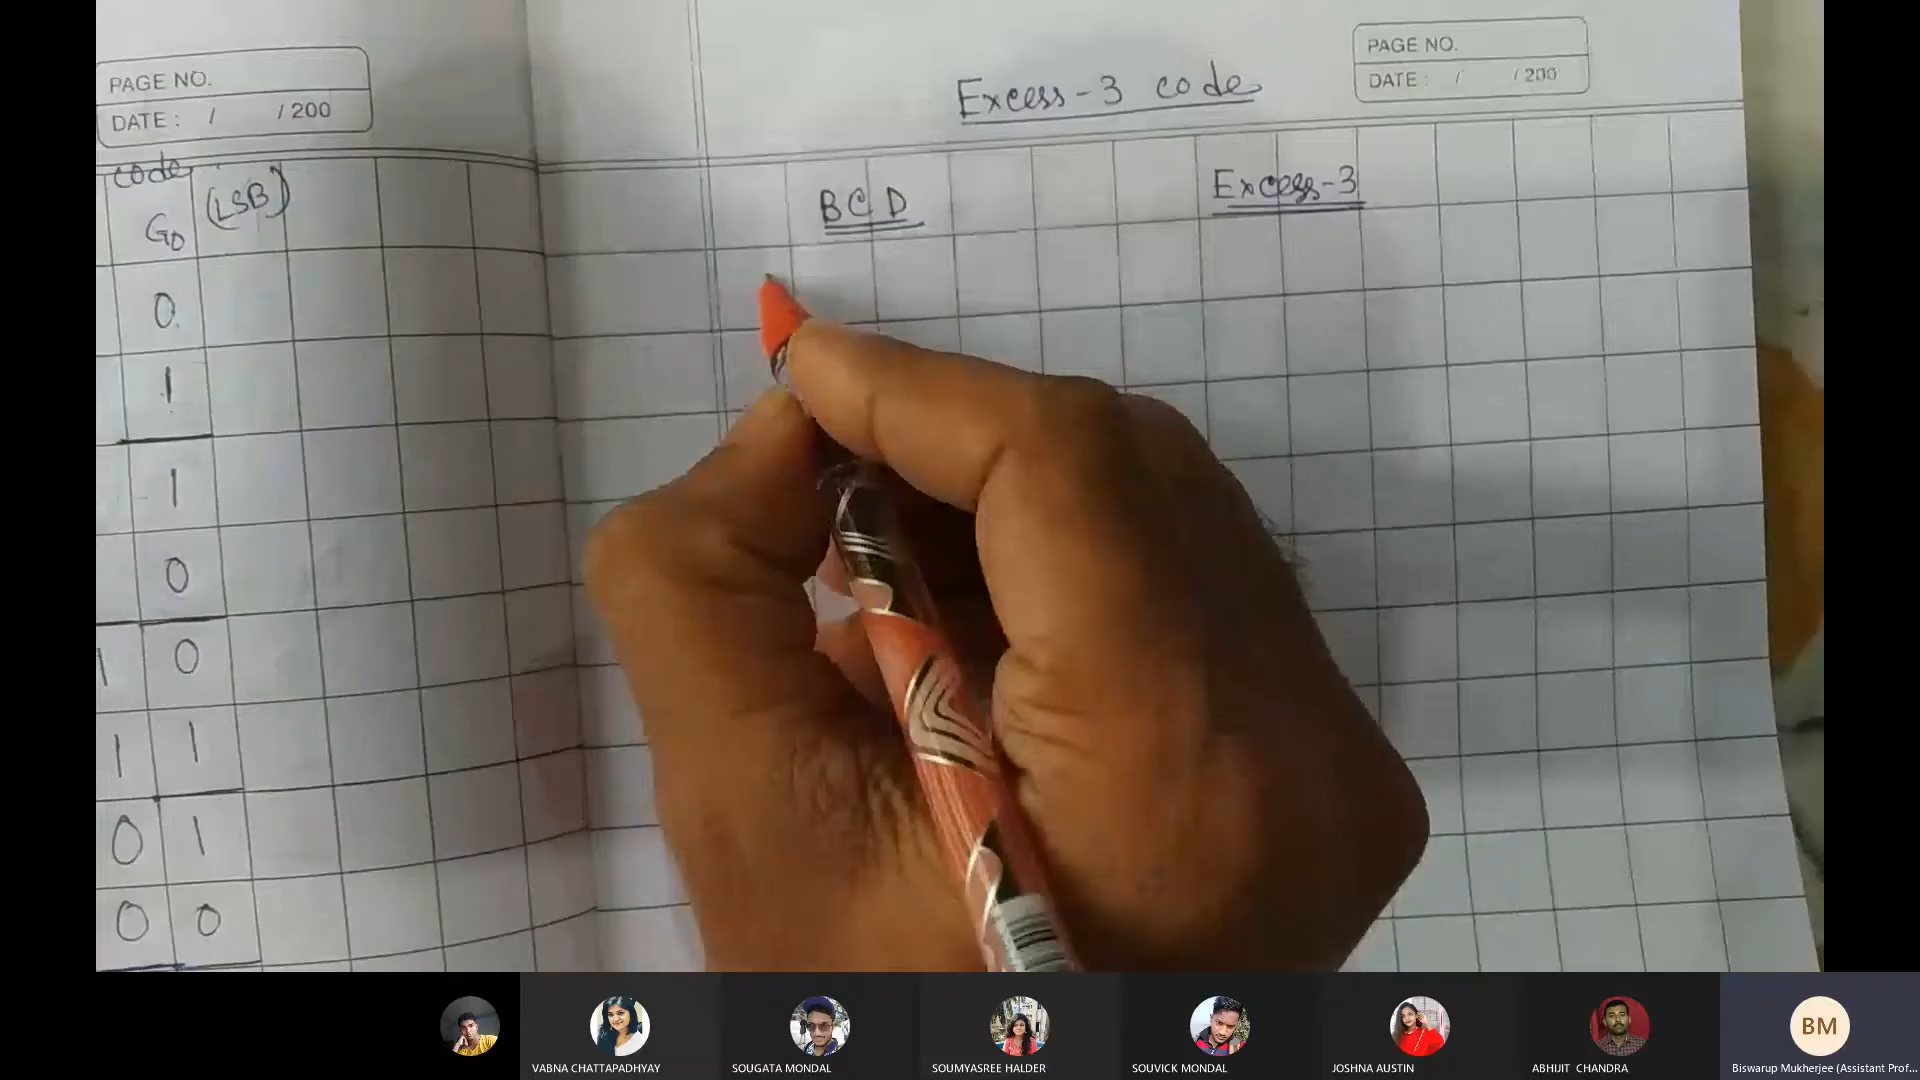 PAGE NO.
DATE : / / 200
code
G0 (LSB)
0
1
1
0
1 0
1 1
0 1
0 0
PAGE NO.
DATE : / / 200
Excess-3 code
BCD Excess-3
VABNA CHATTAPADHYAY
SOUGATA MONDAL
SOUMYASREE HALDER
SOUVICK MONDAL
JOSHNA AUSTIN
ABHIJIT CHANDRA
BM
Biswarup Mukherjee (Assistant Prof...